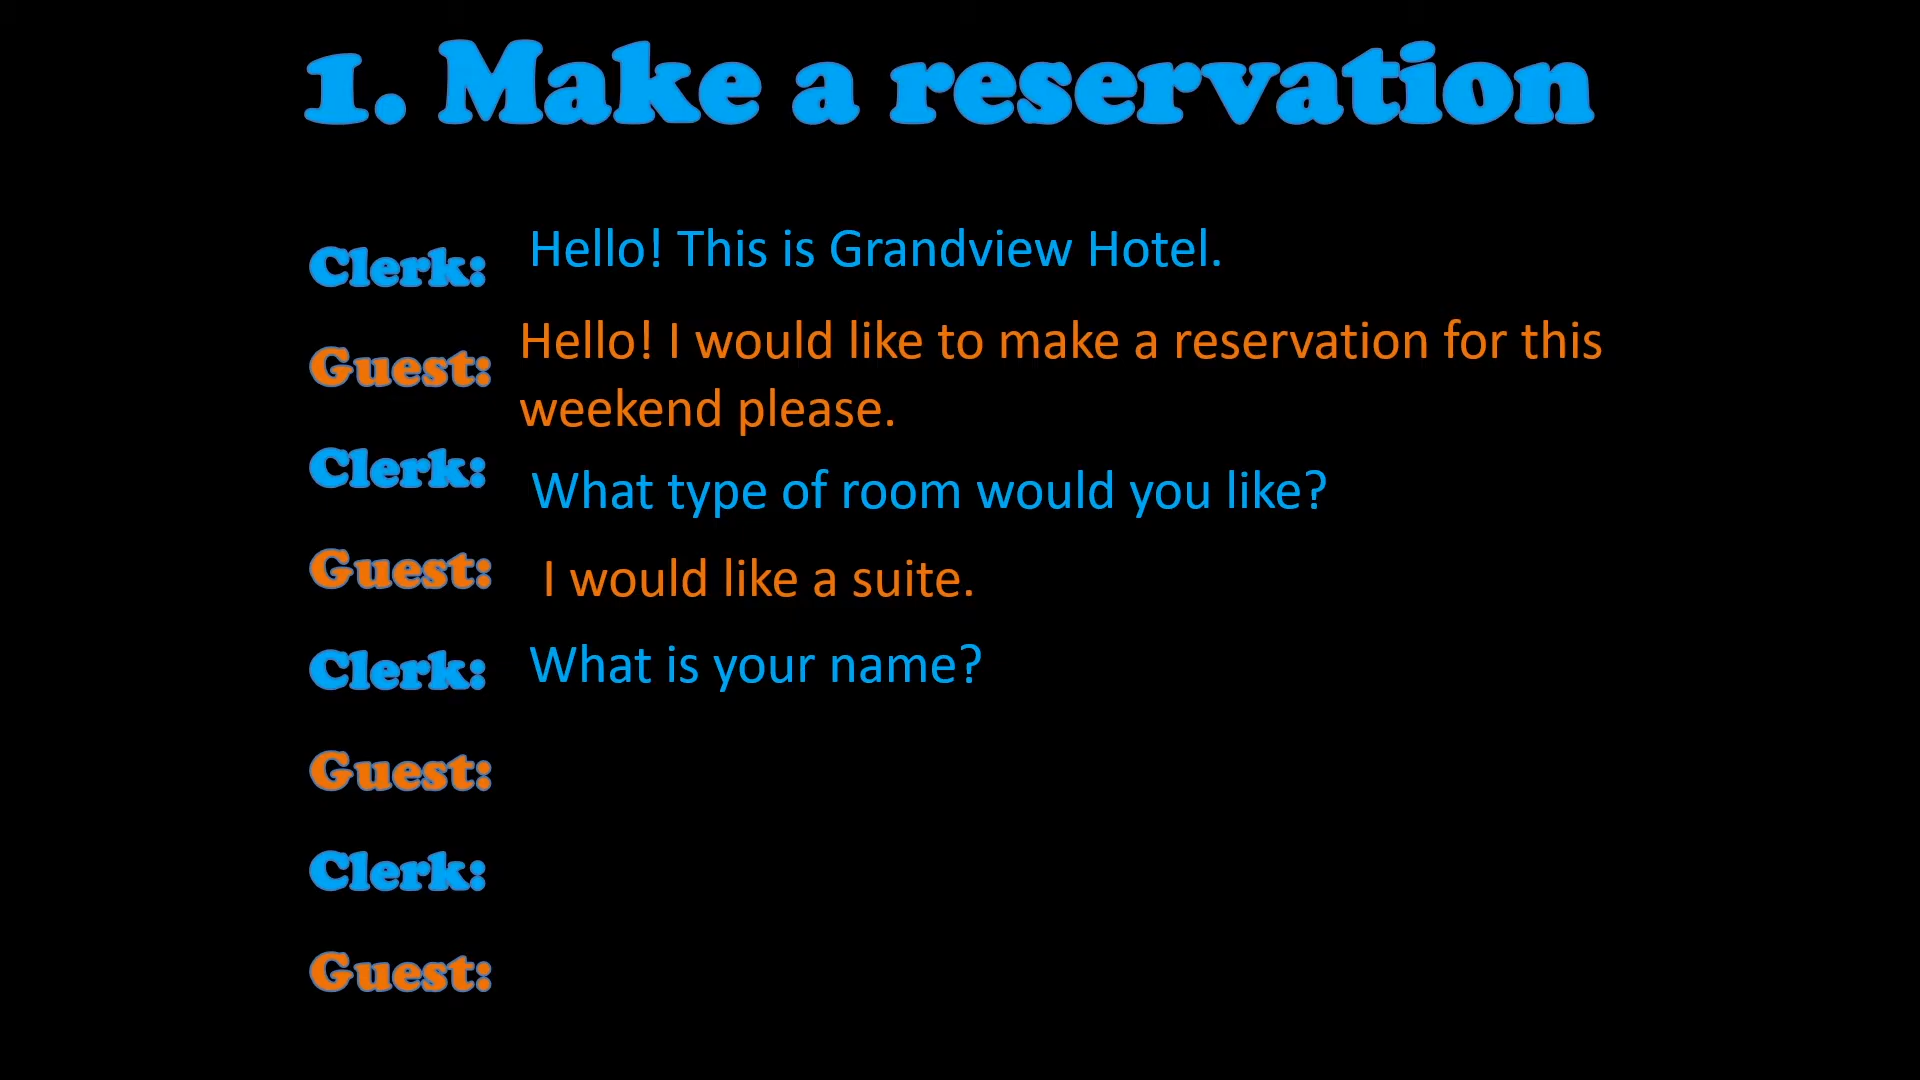 1. Make a reservation
Clerk: Hello! This is Grandview Hotel.
Guest: Hello! I would like to make a reservation for this
weekend please.
Clerk: What type of room would you like?
Guest: I would like a suite.
Clerk: What is your name?
Guest:
Clerk:
Guest: